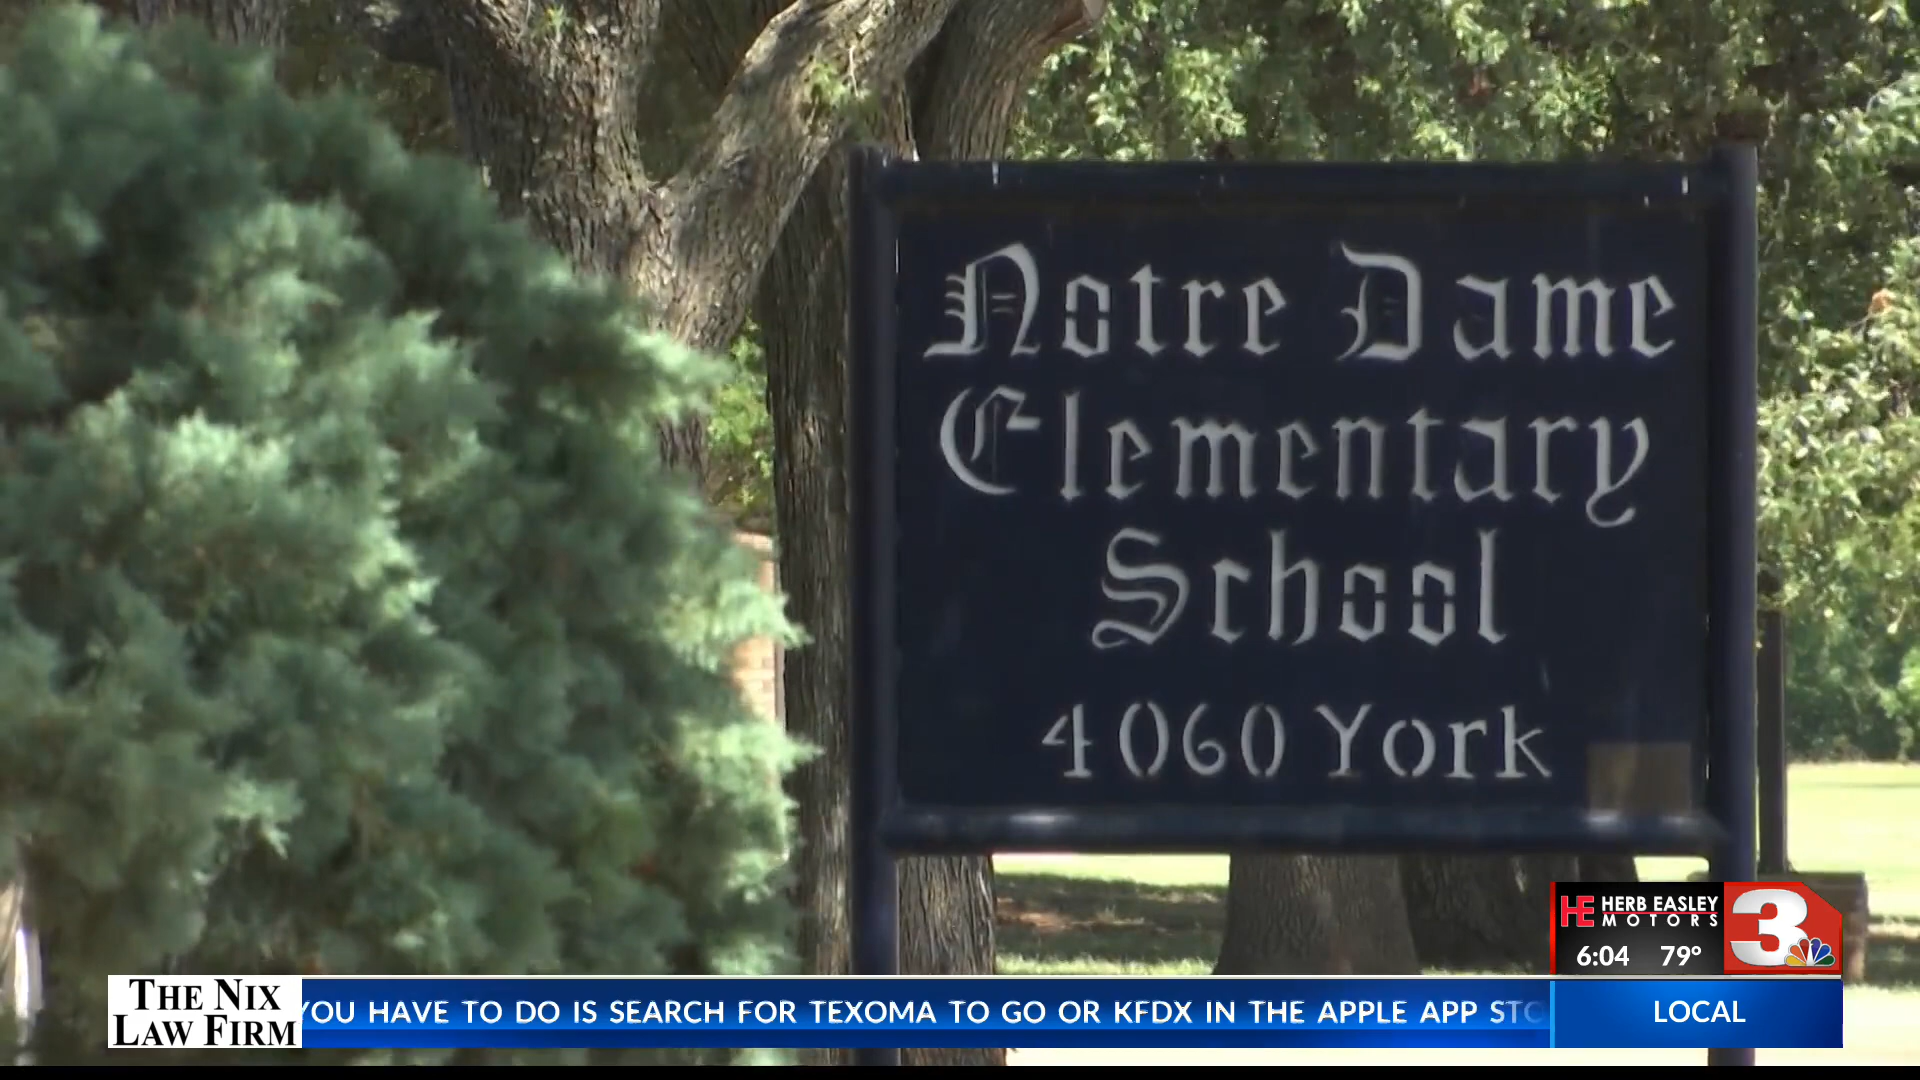 Notre Dame
Elementary
School
4060 York
HE HERB EASLEY
MOTORS
6:04 79°
3
THE NIX
LAW FIRM
YOU HAVE TO DO IS SEARCH FOR TEXOMA TO GO OR KFDX IN THE APPLE APP
LOCAL